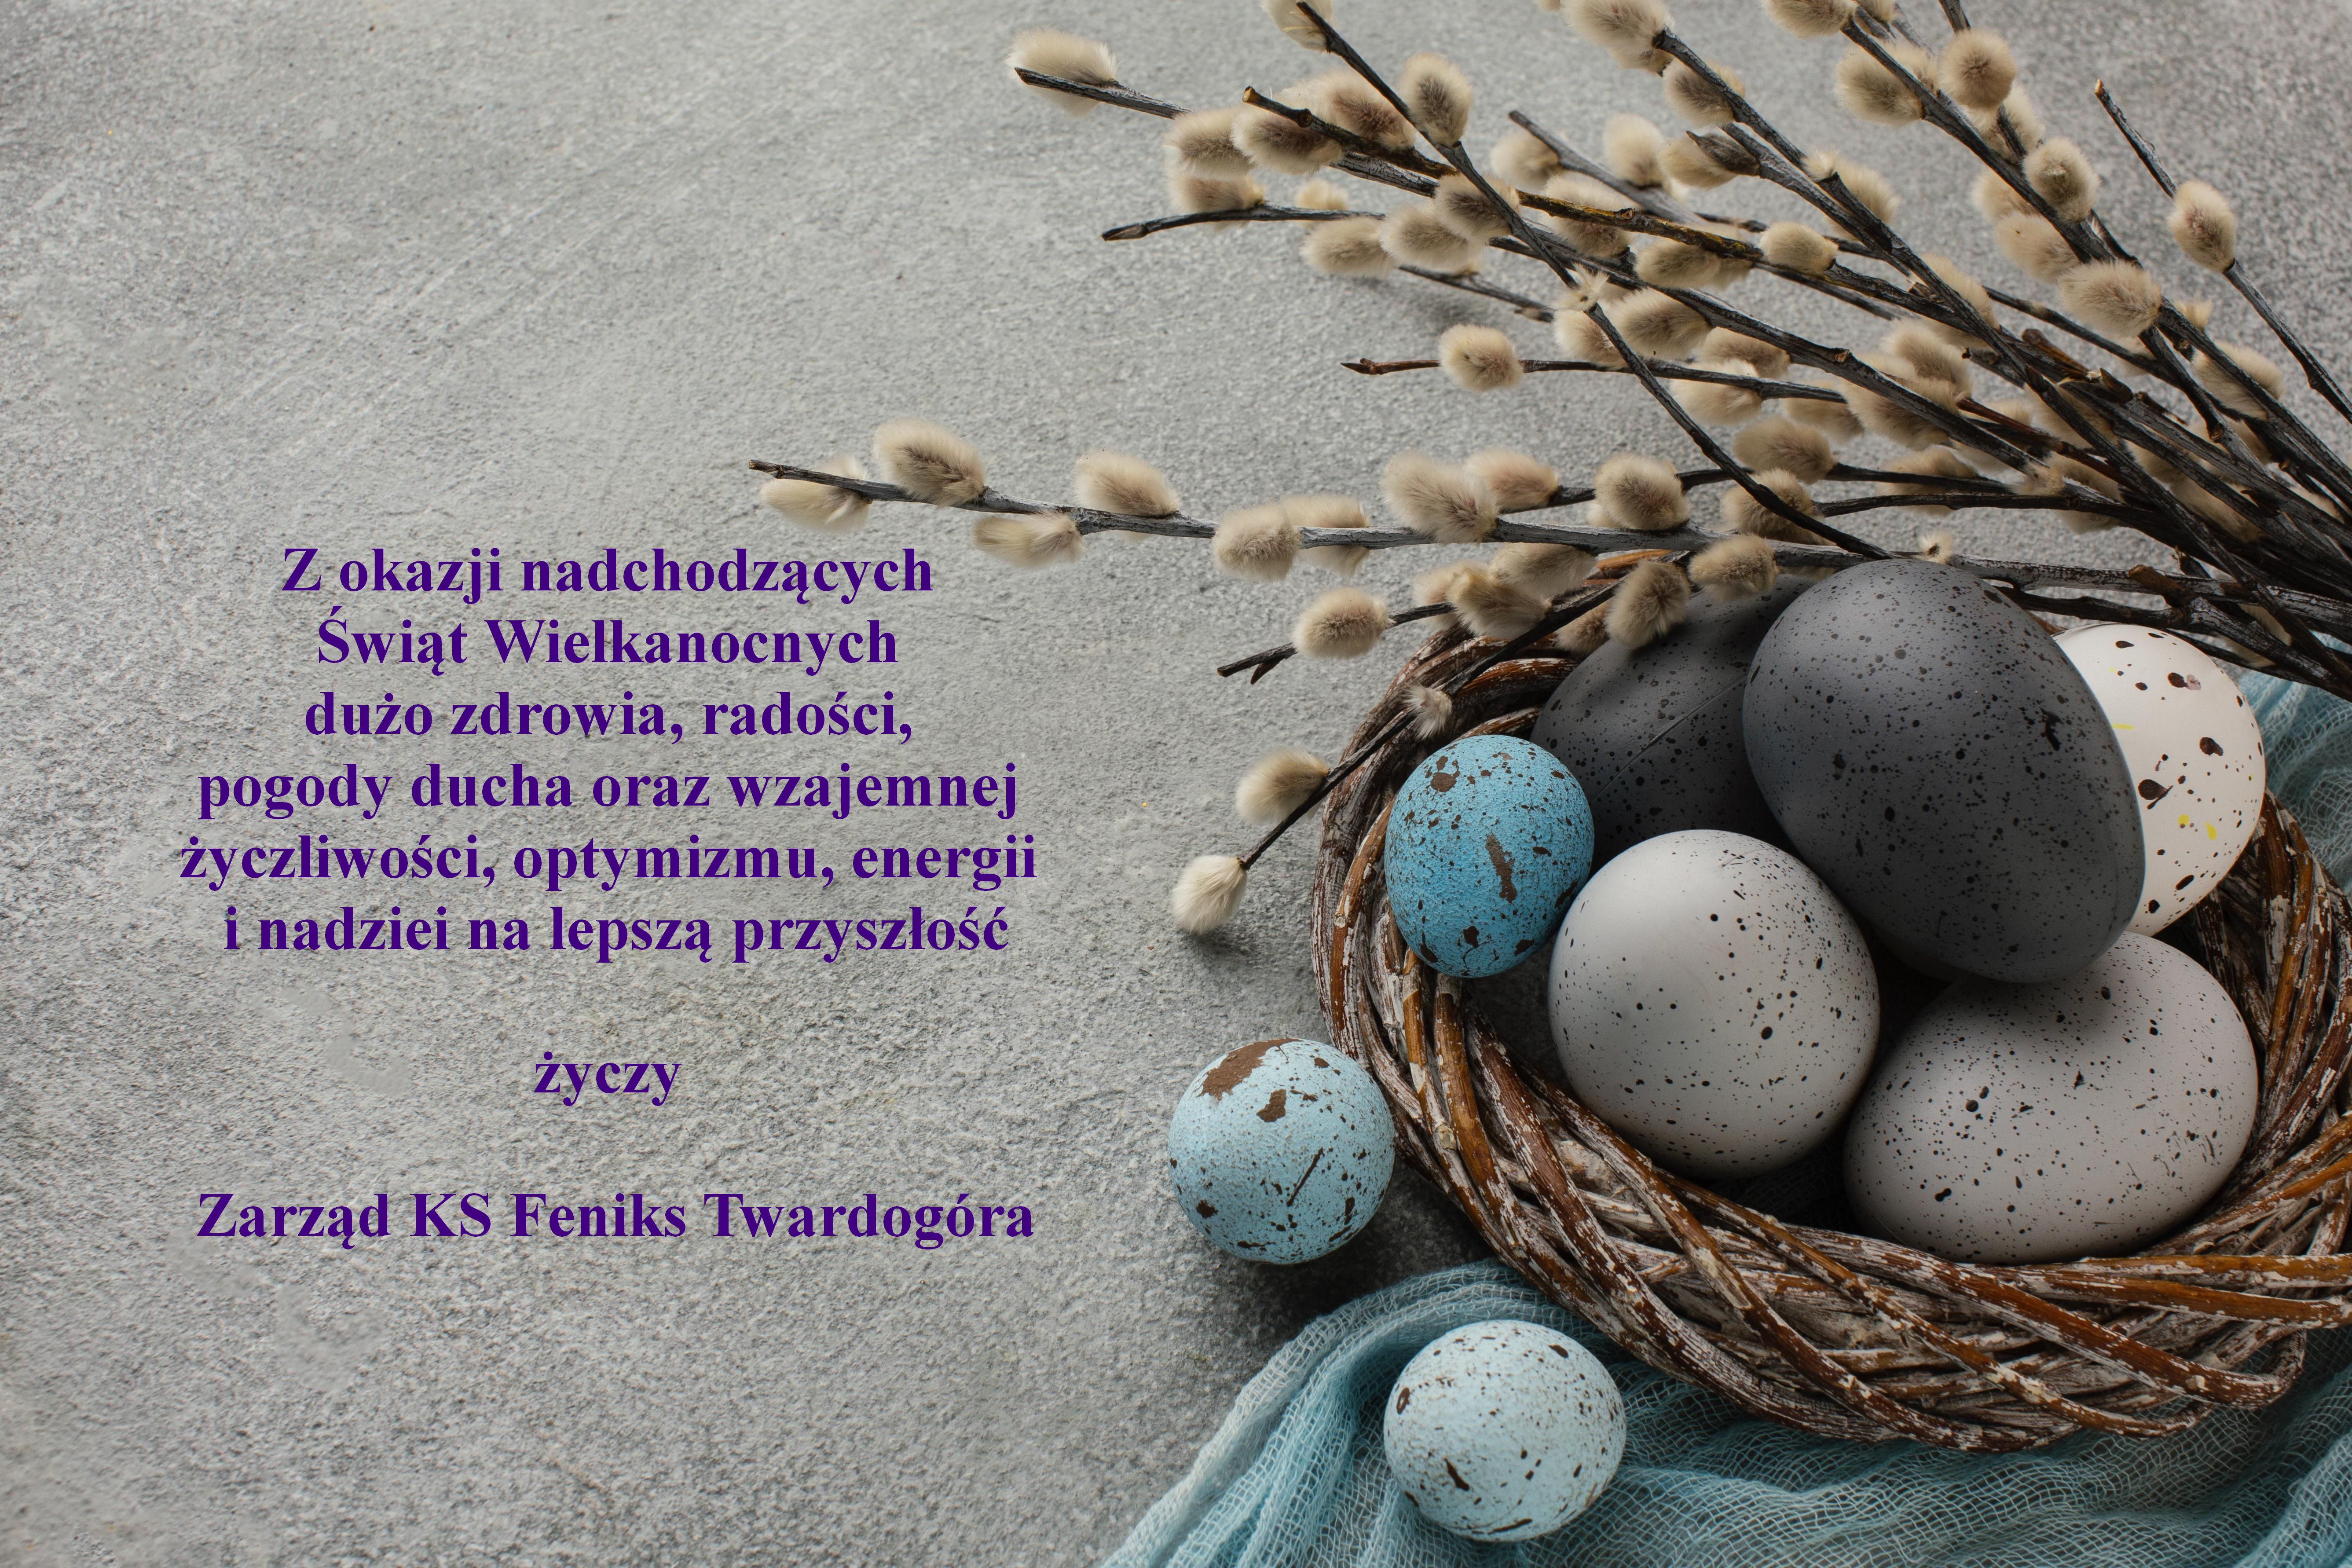 Z okazji nadchodzących
Świąt Wielkanocnych
dużo zdrowia, radości,
pogody ducha oraz wzajemnej
życzliwości, optymizmu, energii
i nadziei na lepszą przyszłość
życzy
Zarząd KS Feniks Twardogóra